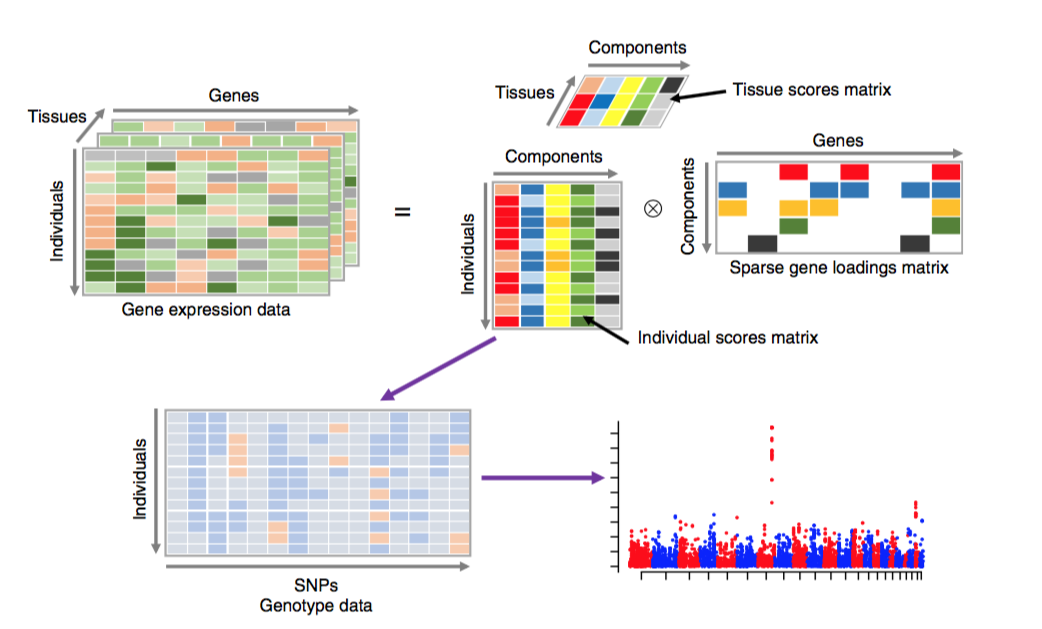 Components
Tissues
Tissue scores matrix
Genes
Tissues
Individuals
Gene expression data
=
Components
Individuals
⊗
Genes
Components
Sparse gene loadings matrix
Individual scores matrix
Individuals
SNPs
Genotype data